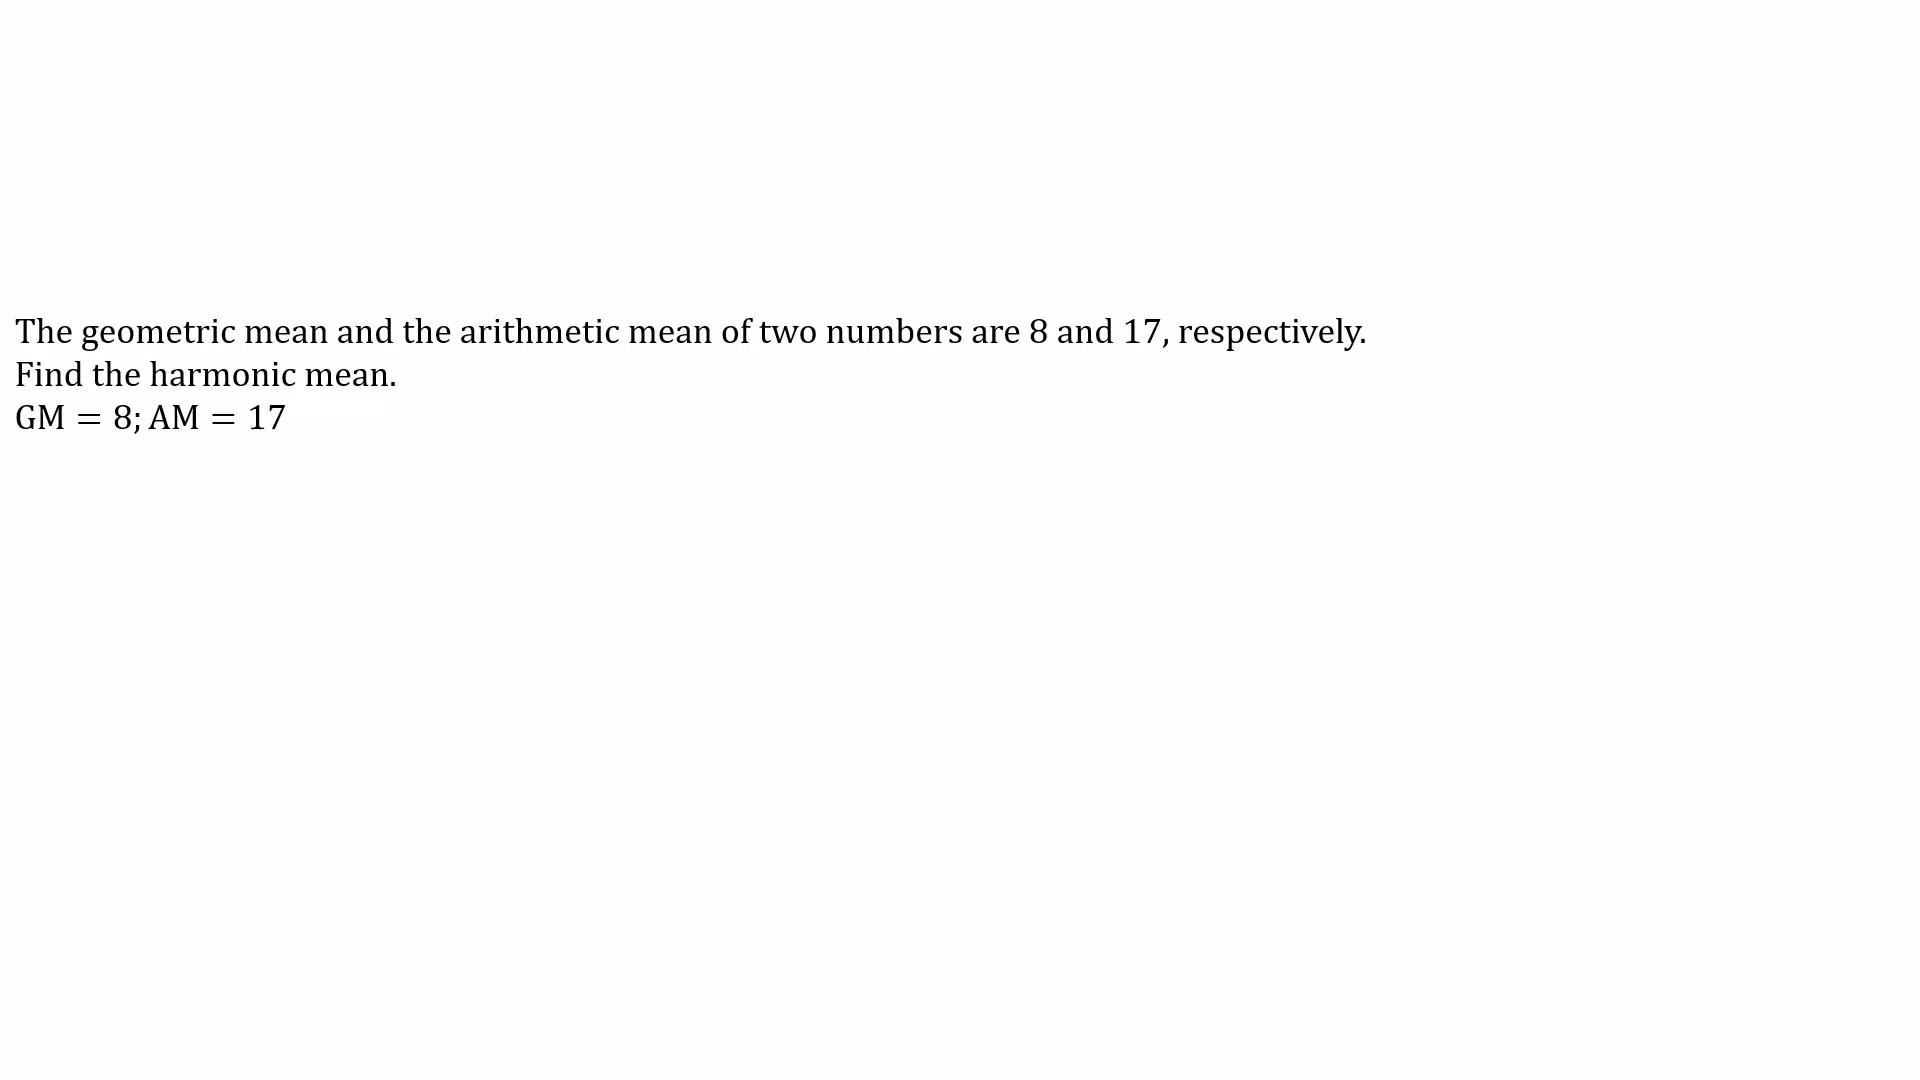 The geometric mean and the arithmetic mean of two numbers are 8 and 17, respectively.
Find the harmonic mean.
GM = 8; AM = 17